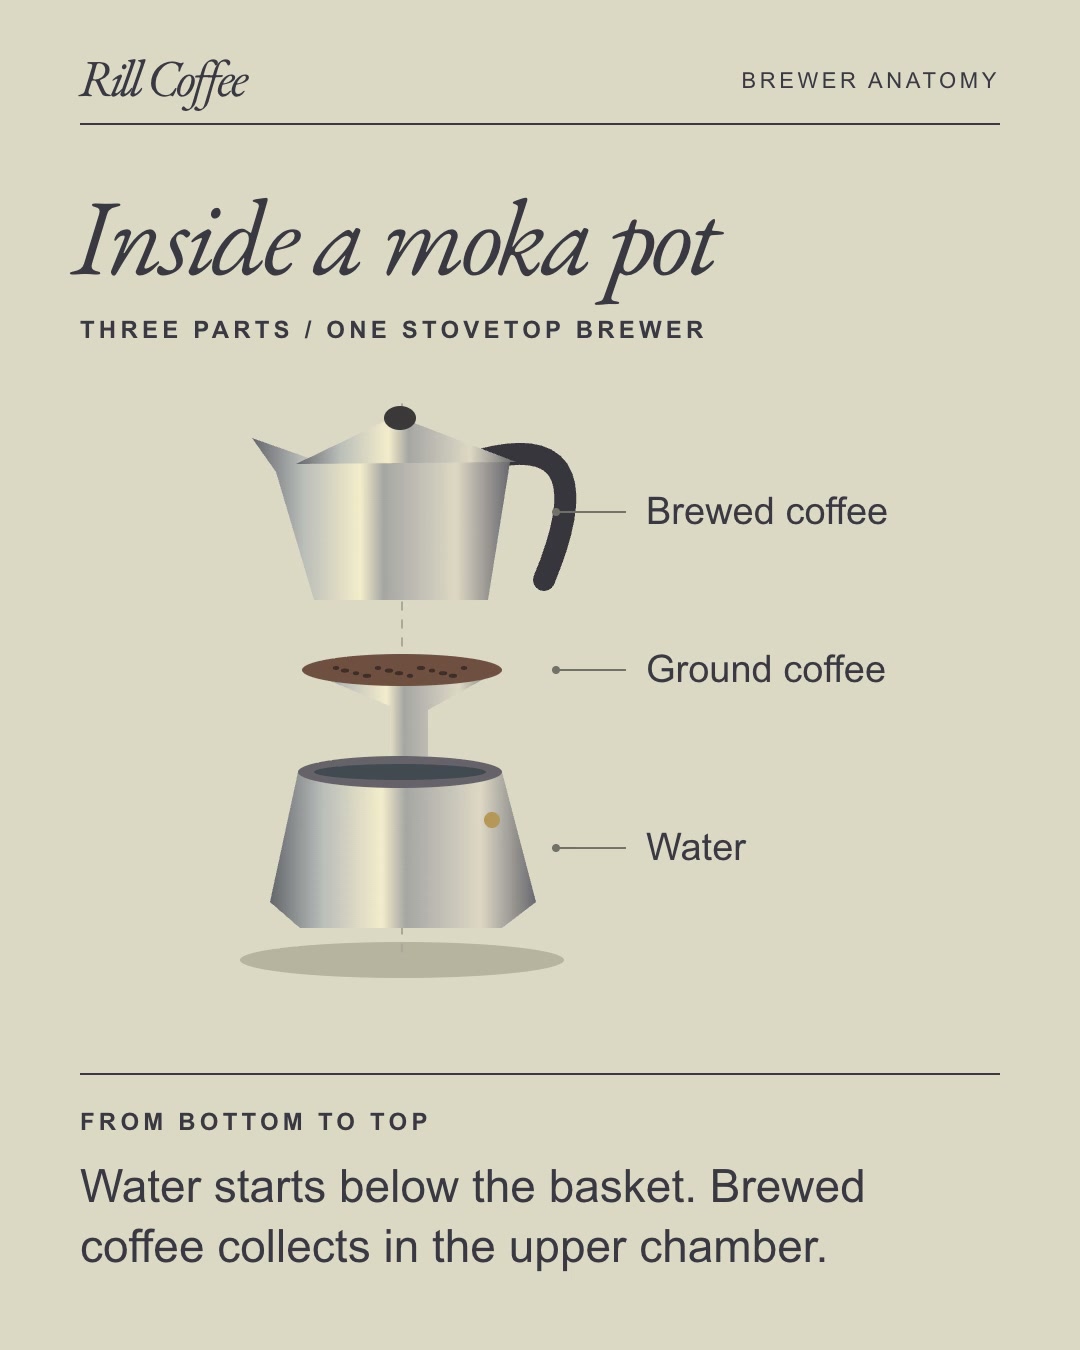 Rill Coffee
BREWER ANATOMY
Inside a moka pot
THREE PARTS / ONE STOVETOP BREWER
Brewed coffee
Ground coffee
Water
FROM BOTTOM TO TOP
Water starts below the basket. Brewed
coffee collects in the upper chamber.